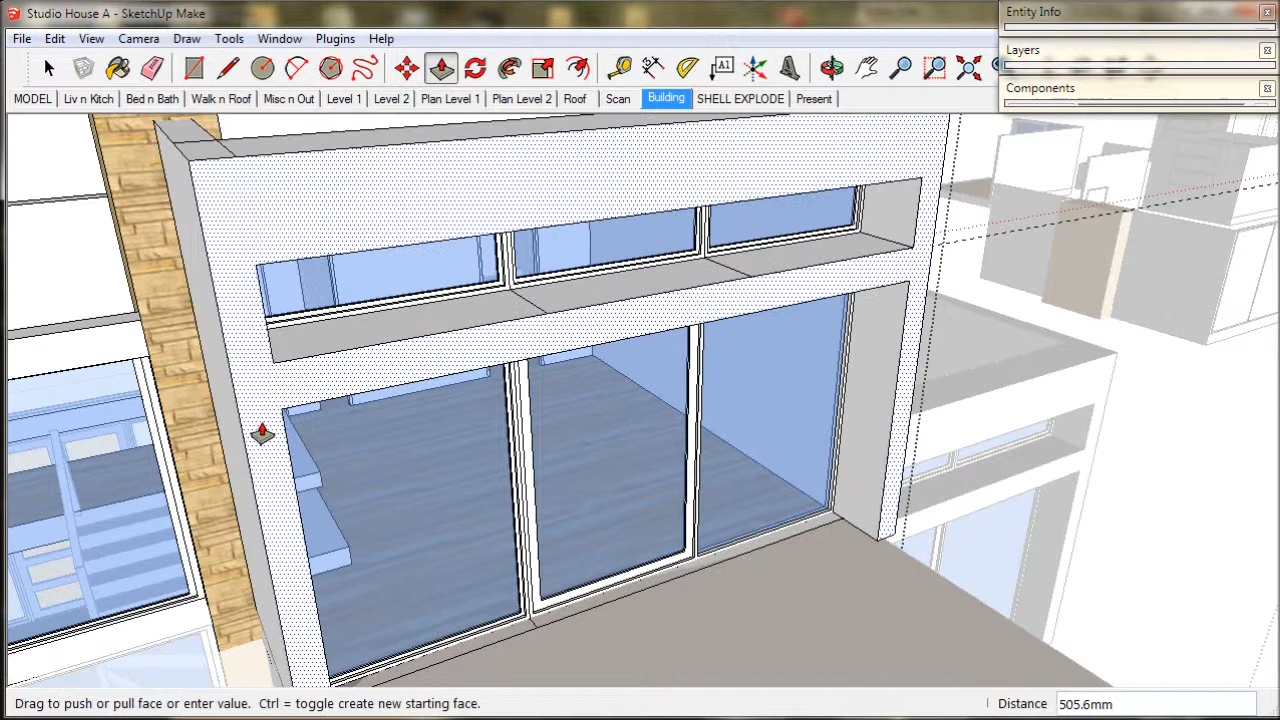 Studio House A - SketchUp Make
Entity Info
File Edit View Camera Draw Tools Window Plugins Help
Layers
A1
Components
MODEL Liv n Kitch Bed n Bath Walk n Roof Misc n Out Level 1 Level 2 Plan Level 1 Plan Level 2 Roof Scan Building SHELL EXPLODE Present
Drag to push or pull face or enter value. Ctrl = toggle create new starting face. Distance 505.6mm